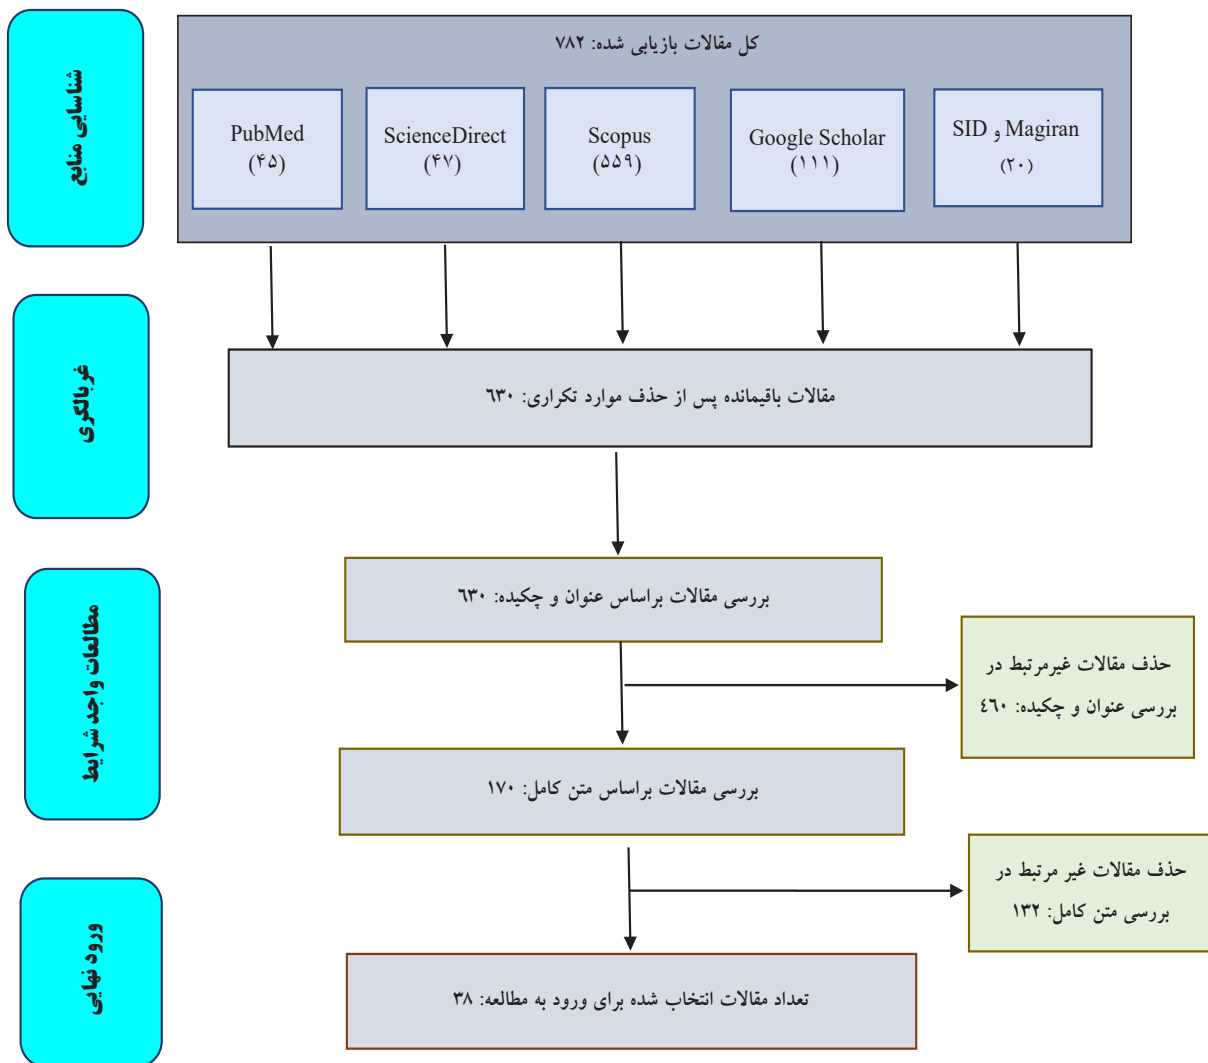 شناسایی منابع
کل مقالات بازیابی شده: ۷۸۲
PubMed
(۴۵)
ScienceDirect
(۴۷)
Scopus
(۵۵۹)
Google Scholar
(۱۱۱)
SID و Magiran
(۲۰)
غربالگری
مقالات باقیمانده پس از حذف موارد تکراری: ٦٣٠
مطالعات واجد شرایط
بررسی مقالات براساس عنوان و چکیده: ٦٣٠
حذف مقالات غیرمرتبط در
بررسی عنوان و چکیده: ٤٦٠
بررسی مقالات براساس متن کامل: ۱۷۰
حذف مقالات غیر مرتبط در
بررسی متن کامل: ۱۳۲
ورود نهایی
تعداد مقالات انتخاب شده برای ورود به مطالعه: ۳۸